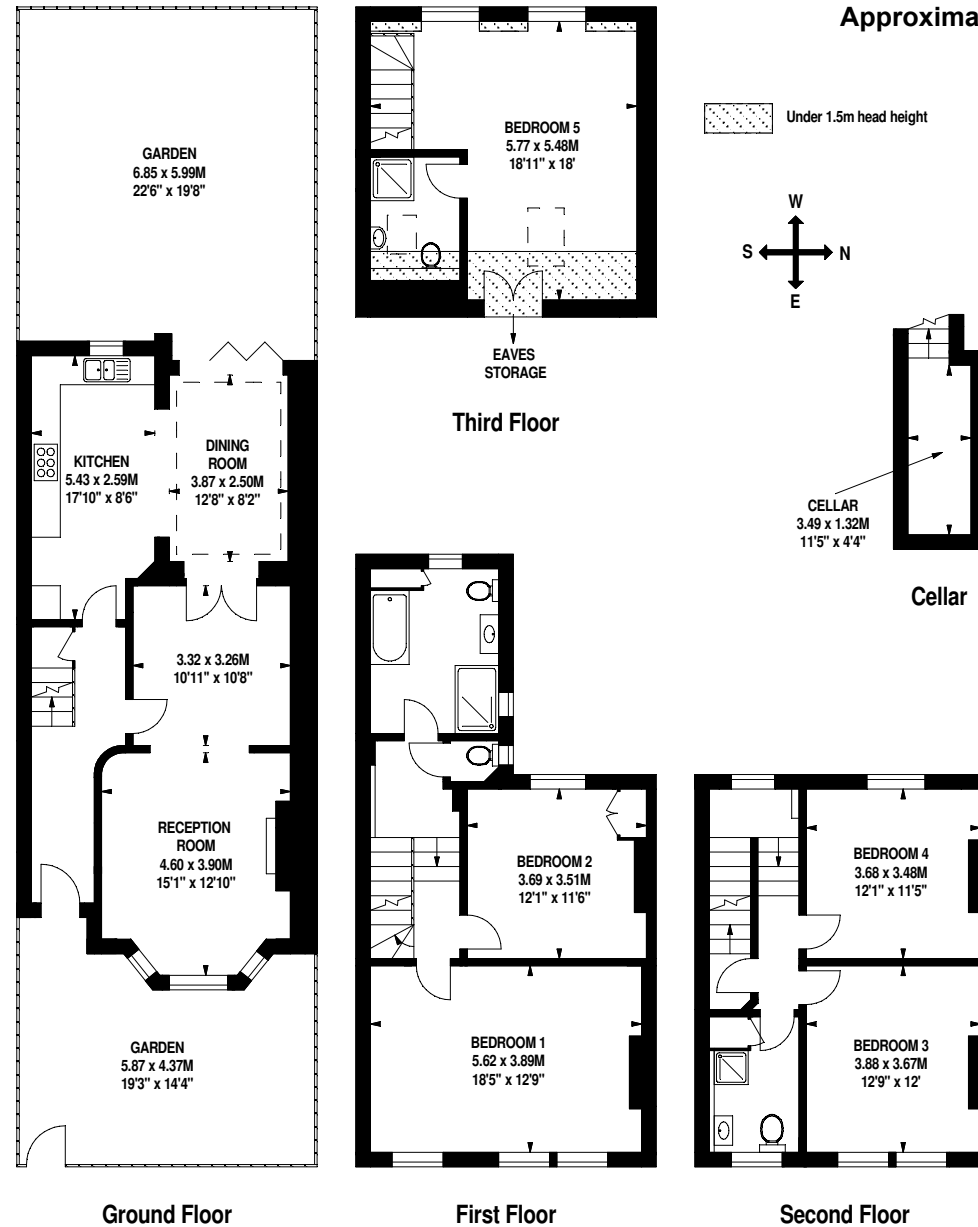 Approxima
GARDEN
6.85 x 5.99M
22'6" x 19'8"
BEDROOM 5
5.77 x 5.48M
18'11" x 18'
Under 1.5m head height
W
S
N
E
EAVES
STORAGE
Third Floor
KITCHEN
5.43 x 2.59M
17'10" x 8'6"
DINING
ROOM
3.87 x 2.50M
12'8" x 8'2"
CELLAR
3.49 x 1.32M
11'5" x 4'4"
Cellar
3.32 x 3.26M
10'11" x 10'8"
RECEPTION
ROOM
4.60 x 3.90M
15'1" x 12'10"
BEDROOM 2
3.69 x 3.51M
12'1" x 11'6"
BEDROOM 4
3.68 x 3.48M
12'1" x 11'5"
GARDEN
5.87 x 4.37M
19'3" x 14'4"
BEDROOM 1
5.62 x 3.89M
18'5" x 12'9"
BEDROOM 3
3.88 x 3.67M
12'9" x 12'
Ground Floor
First Floor
Second Floor